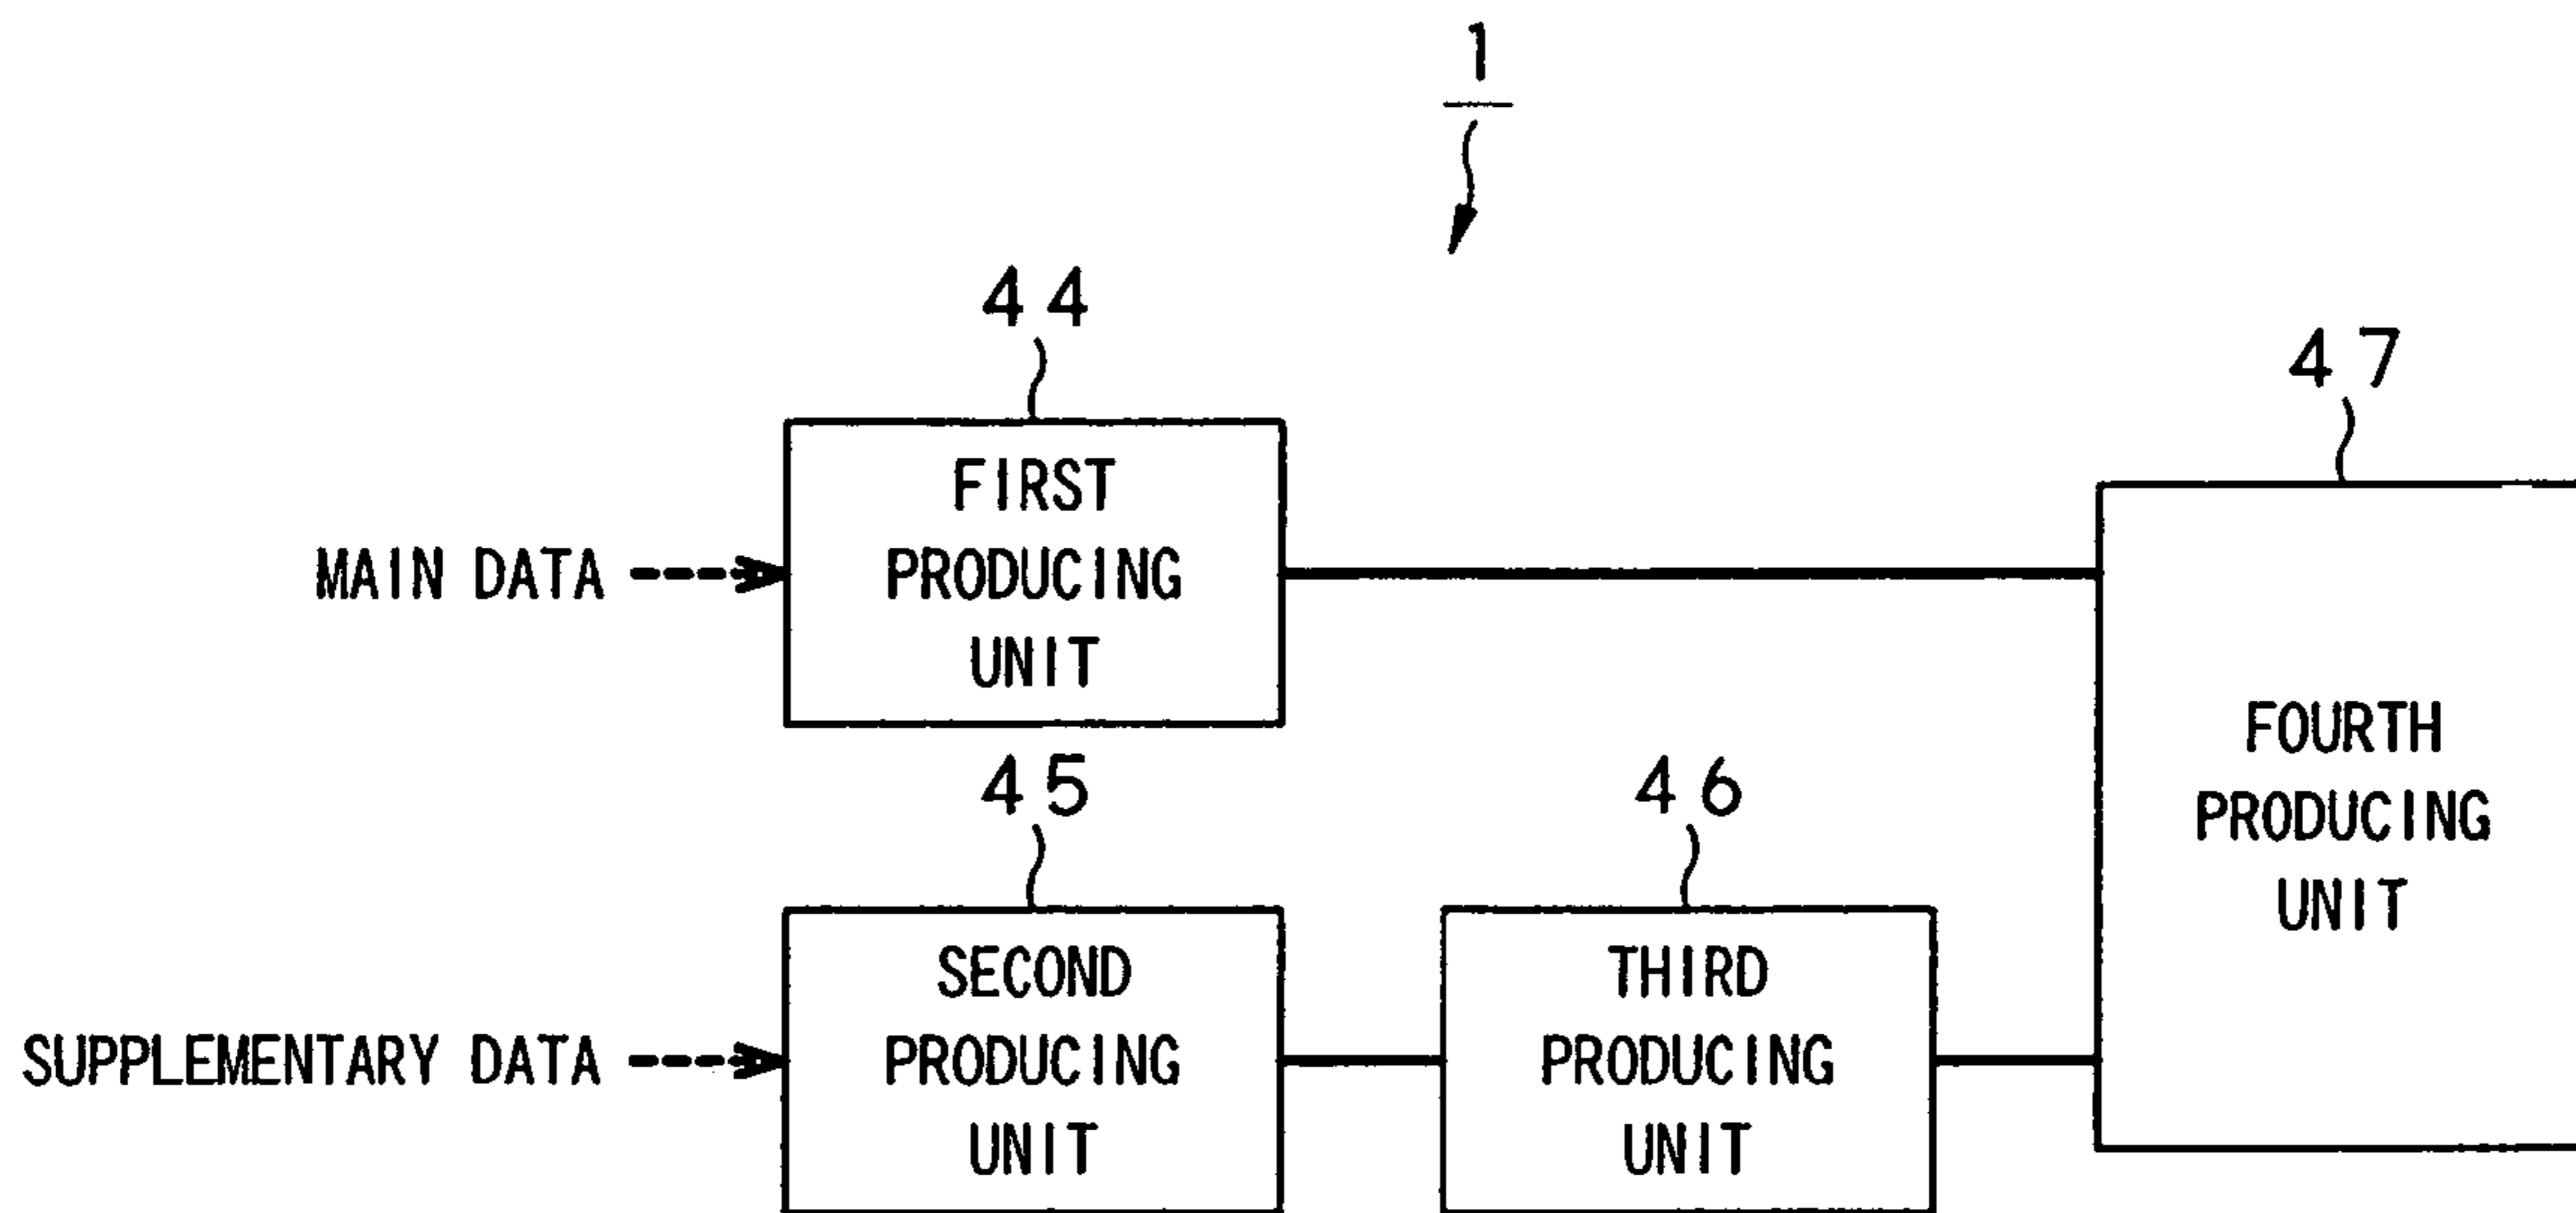 1
44
47
FIRST
PRODUCING
UNIT
MAIN DATA
FOURTH
PRODUCING
UNIT
45
46
SECOND
PRODUCING
UNIT
SUPPLEMENTARY DATA
THIRD
PRODUCING
UNIT